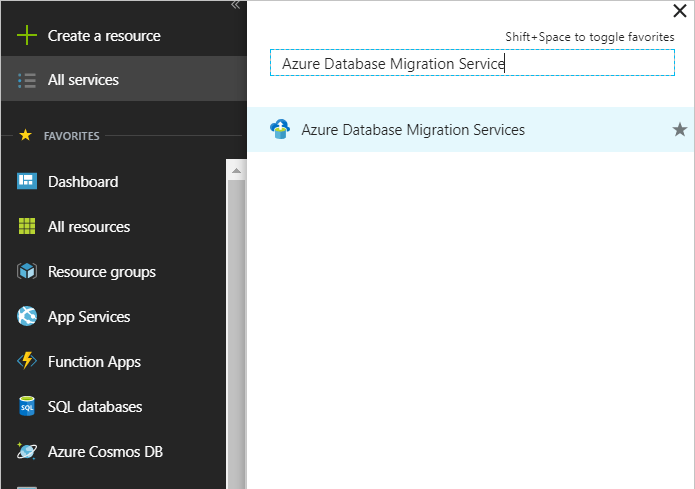 Create a resource
All services
FAVORITES
Dashboard
All resources
Resource groups
App Services
Function Apps
SQL
SQL databases
Azure Cosmos DB
Shift+Space to toggle favorites
Azure Database Migration Service
Azure Database Migration Services